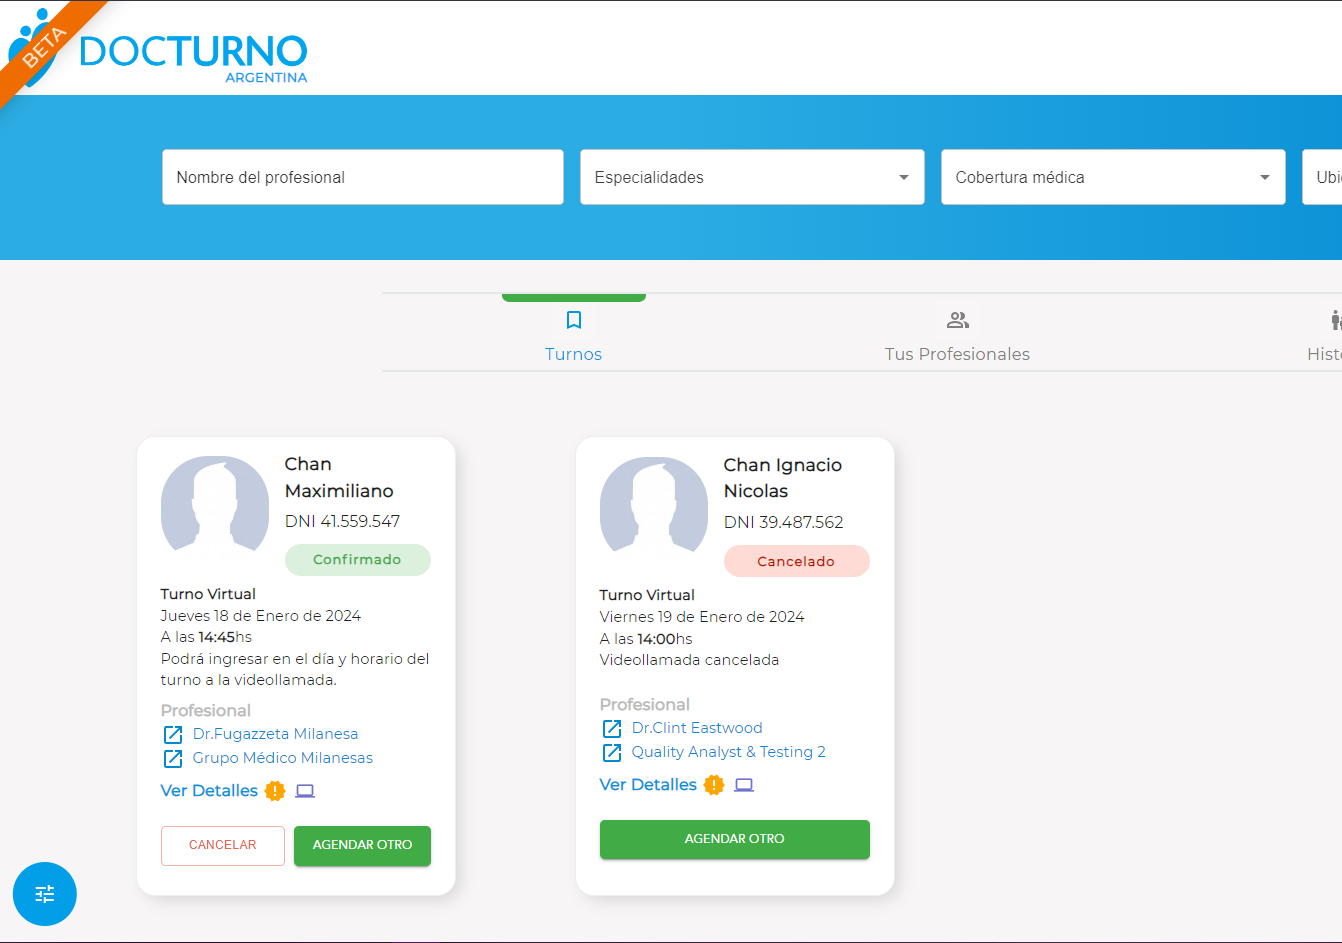 BETA
DOCTURNO
ARGENTINA
Nombre del profesional
Especialidades
Cobertura médica
Ubi
Turnos
Tus Profesionales
Hist
Chan
Maximiliano
DNI 41.559.547
Confirmado
Turno Virtual
Jueves 18 de Enero de 2024
A las 14:45hs
Podrá ingresar en el día y horario del
turno a la videollamada.
Profesional
Dr.Fugazzeta Milanesa
Grupo Médico Milanesas
Ver Detalles
CANCELAR
AGENDAR OTRO
Chan Ignacio
Nicolas
DNI 39.487.562
Cancelado
Turno Virtual
Viernes 19 de Enero de 2024
A las 14:00hs
Videollamada cancelada
Profesional
Dr.Clint Eastwood
Quality Analyst & Testing 2
Ver Detalles
AGENDAR OTRO